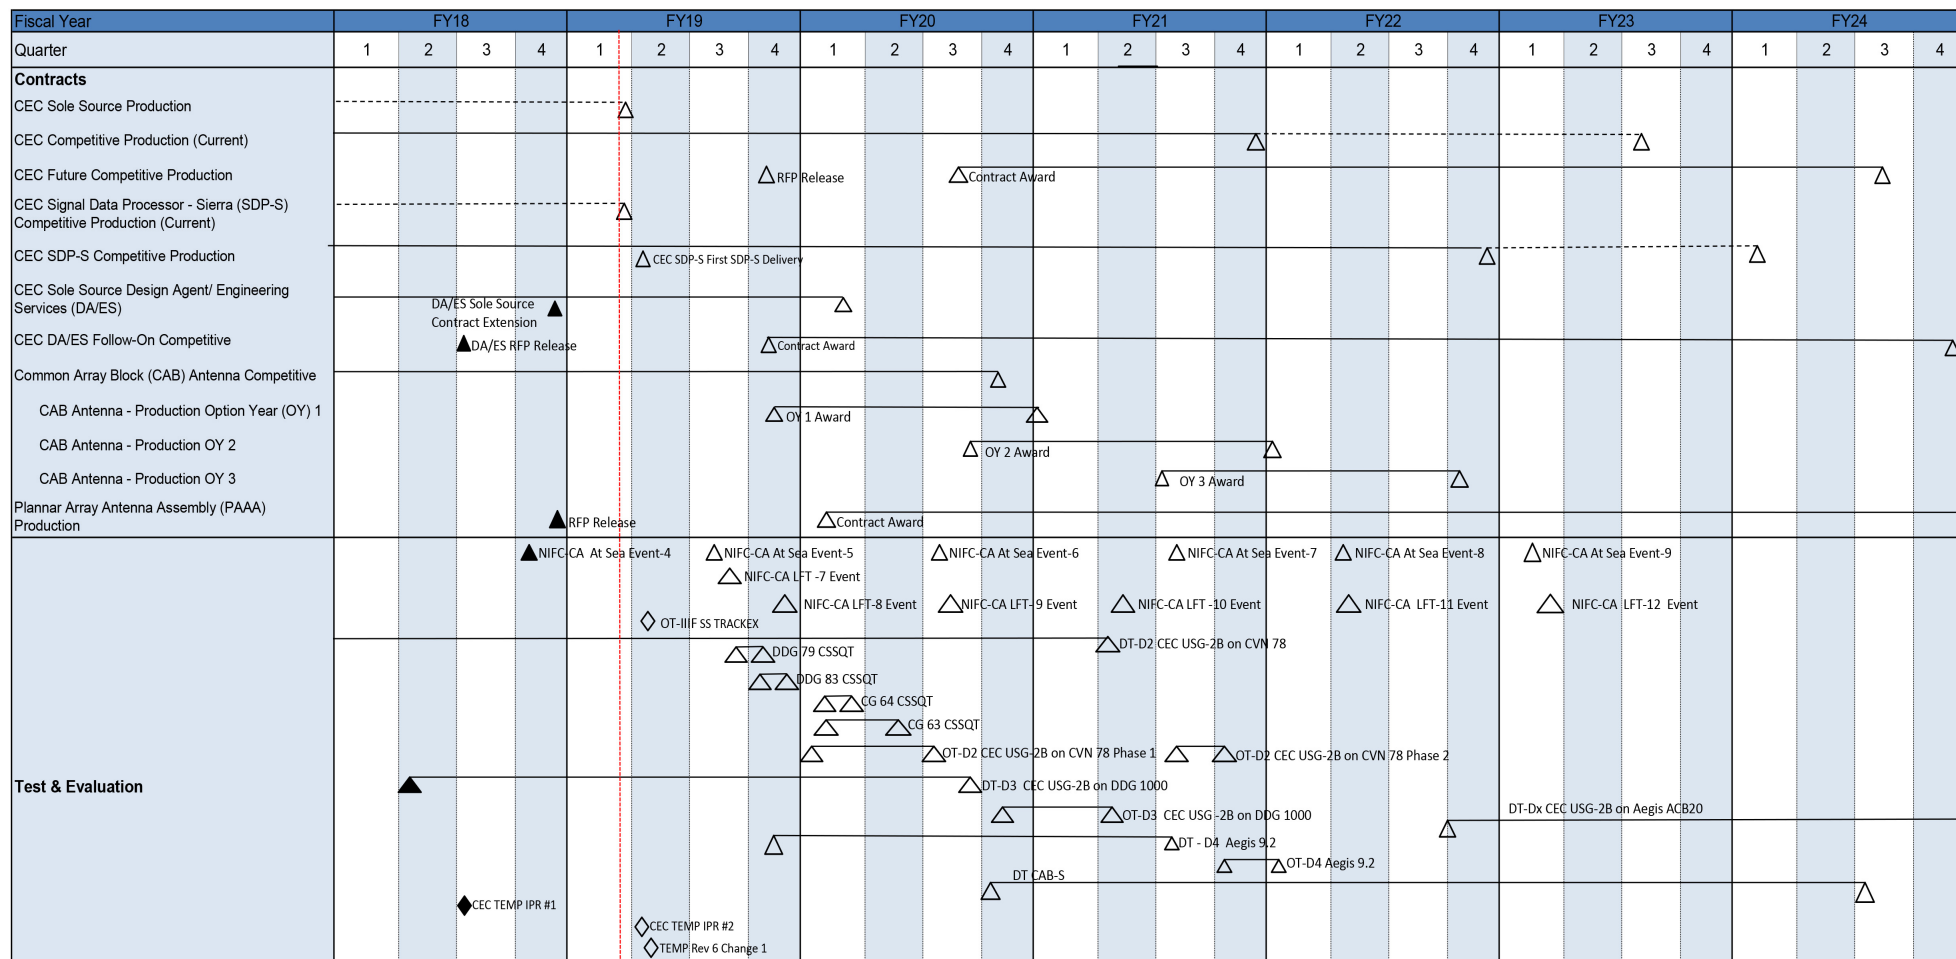 Fiscal Year FY18 FY19 FY20 FY21 FY22 FY23 FY24
Quarter 1 2 3 4 1 2 3 4 1 2 3 4 1 2 3 4 1 2 3 4 1 2 3 4 1 2 3 4
Contracts
CEC Sole Source Production
CEC Competitive Production (Current)
CEC Future Competitive Production RFP Release Contract Award
CEC Signal Data Processor - Sierra (SDP-S)
Competitive Production (Current)
CEC SDP-S Competitive Production CEC SDP-S First SDP-S Delivery
CEC Sole Source Design Agent/ Engineering
Services (DA/ES)
DA/ES Sole Source
Contract Extension
CEC DA/ES Follow-On Competitive DA/ES RFP Release Contract Award
Common Array Block (CAB) Antenna Competitive
CAB Antenna - Production Option Year (OY) 1 OY 1 Award
CAB Antenna - Production OY 2 OY 2 Award
CAB Antenna - Production OY 3 OY 3 Award
Plannar Array Antenna Assembly (PAAA)
Production
RFP Release Contract Award
NIFC-CA At Sea Event-4 NIFC-CA At Sea Event-5 NIFC-CA At Sea Event-6 NIFC-CA At Sea Event-7 NIFC-CA At Sea Event-8 NIFC-CA At Sea Event-9
NIFC-CA LFT -7 Event
NIFC-CA LFT-8 Event NIFC-CA LFT- 9 Event NIFC-CA LFT -10 Event NIFC-CA LFT-11 Event NIFC-CA LFT-12 Event
OT-IIIF SS TRACKEX
DT-D2 CEC USG-2B on CVN 78
DDG 79 CSSQT
DDG 83 CSSQT
CG 64 CSSQT
CG 63 CSSQT
OT-D2 CEC USG-2B on CVN 78 Phase 1 OT-D2 CEC USG-2B on CVN 78 Phase 2
Test & Evaluation DT-D3 CEC USG-2B on DDG 1000
DT-Dx CEC USG-2B on Aegis ACB20
OT-D3 CEC USG -2B on DDG 1000
DT - D4 Aegis 9.2
OT-D4 Aegis 9.2
DT CAB-S
CEC TEMP IPR #1
CEC TEMP IPR #2
TEMP Rev 6 Change 1